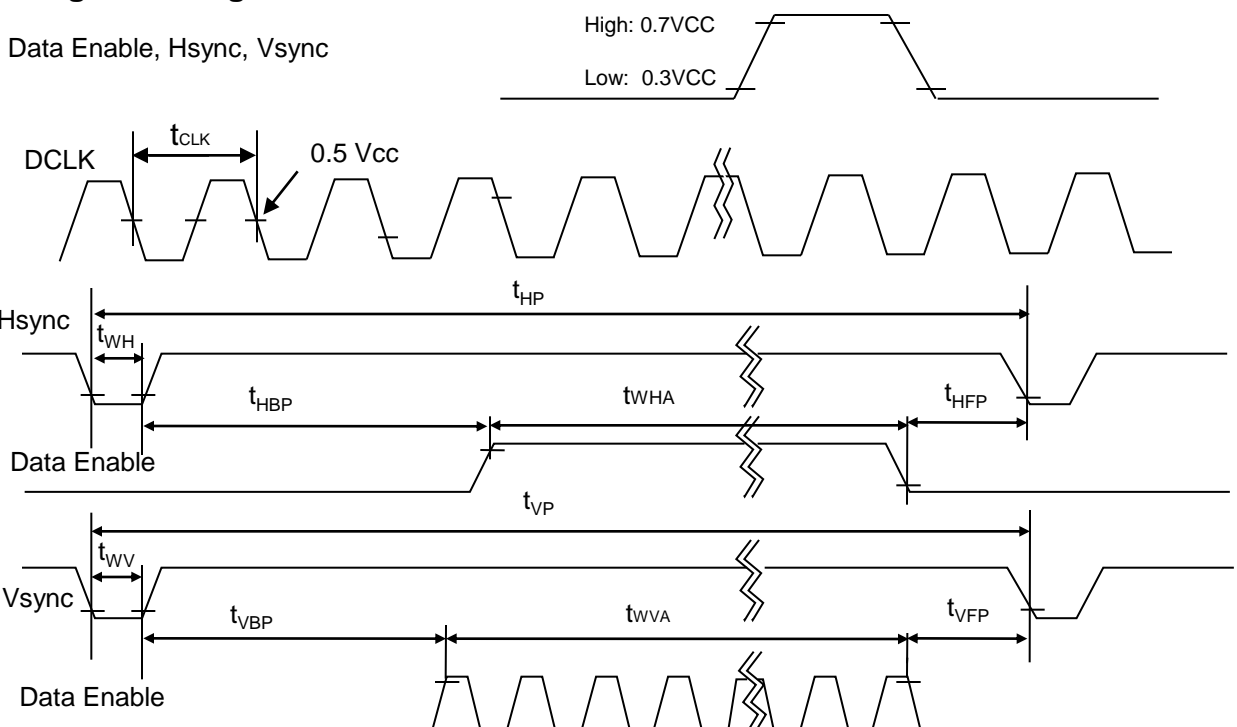 High: 0.7VCC
Data Enable, Hsync, Vsync
Low: 0.3VCC
tCLK
DCLK
0.5 Vcc
tHP
Hsync
tWH
tHBP
tWHA
tHFP
Data Enable
tVP
tWV
Vsync
tVBP
tWVA
tVFP
Data Enable